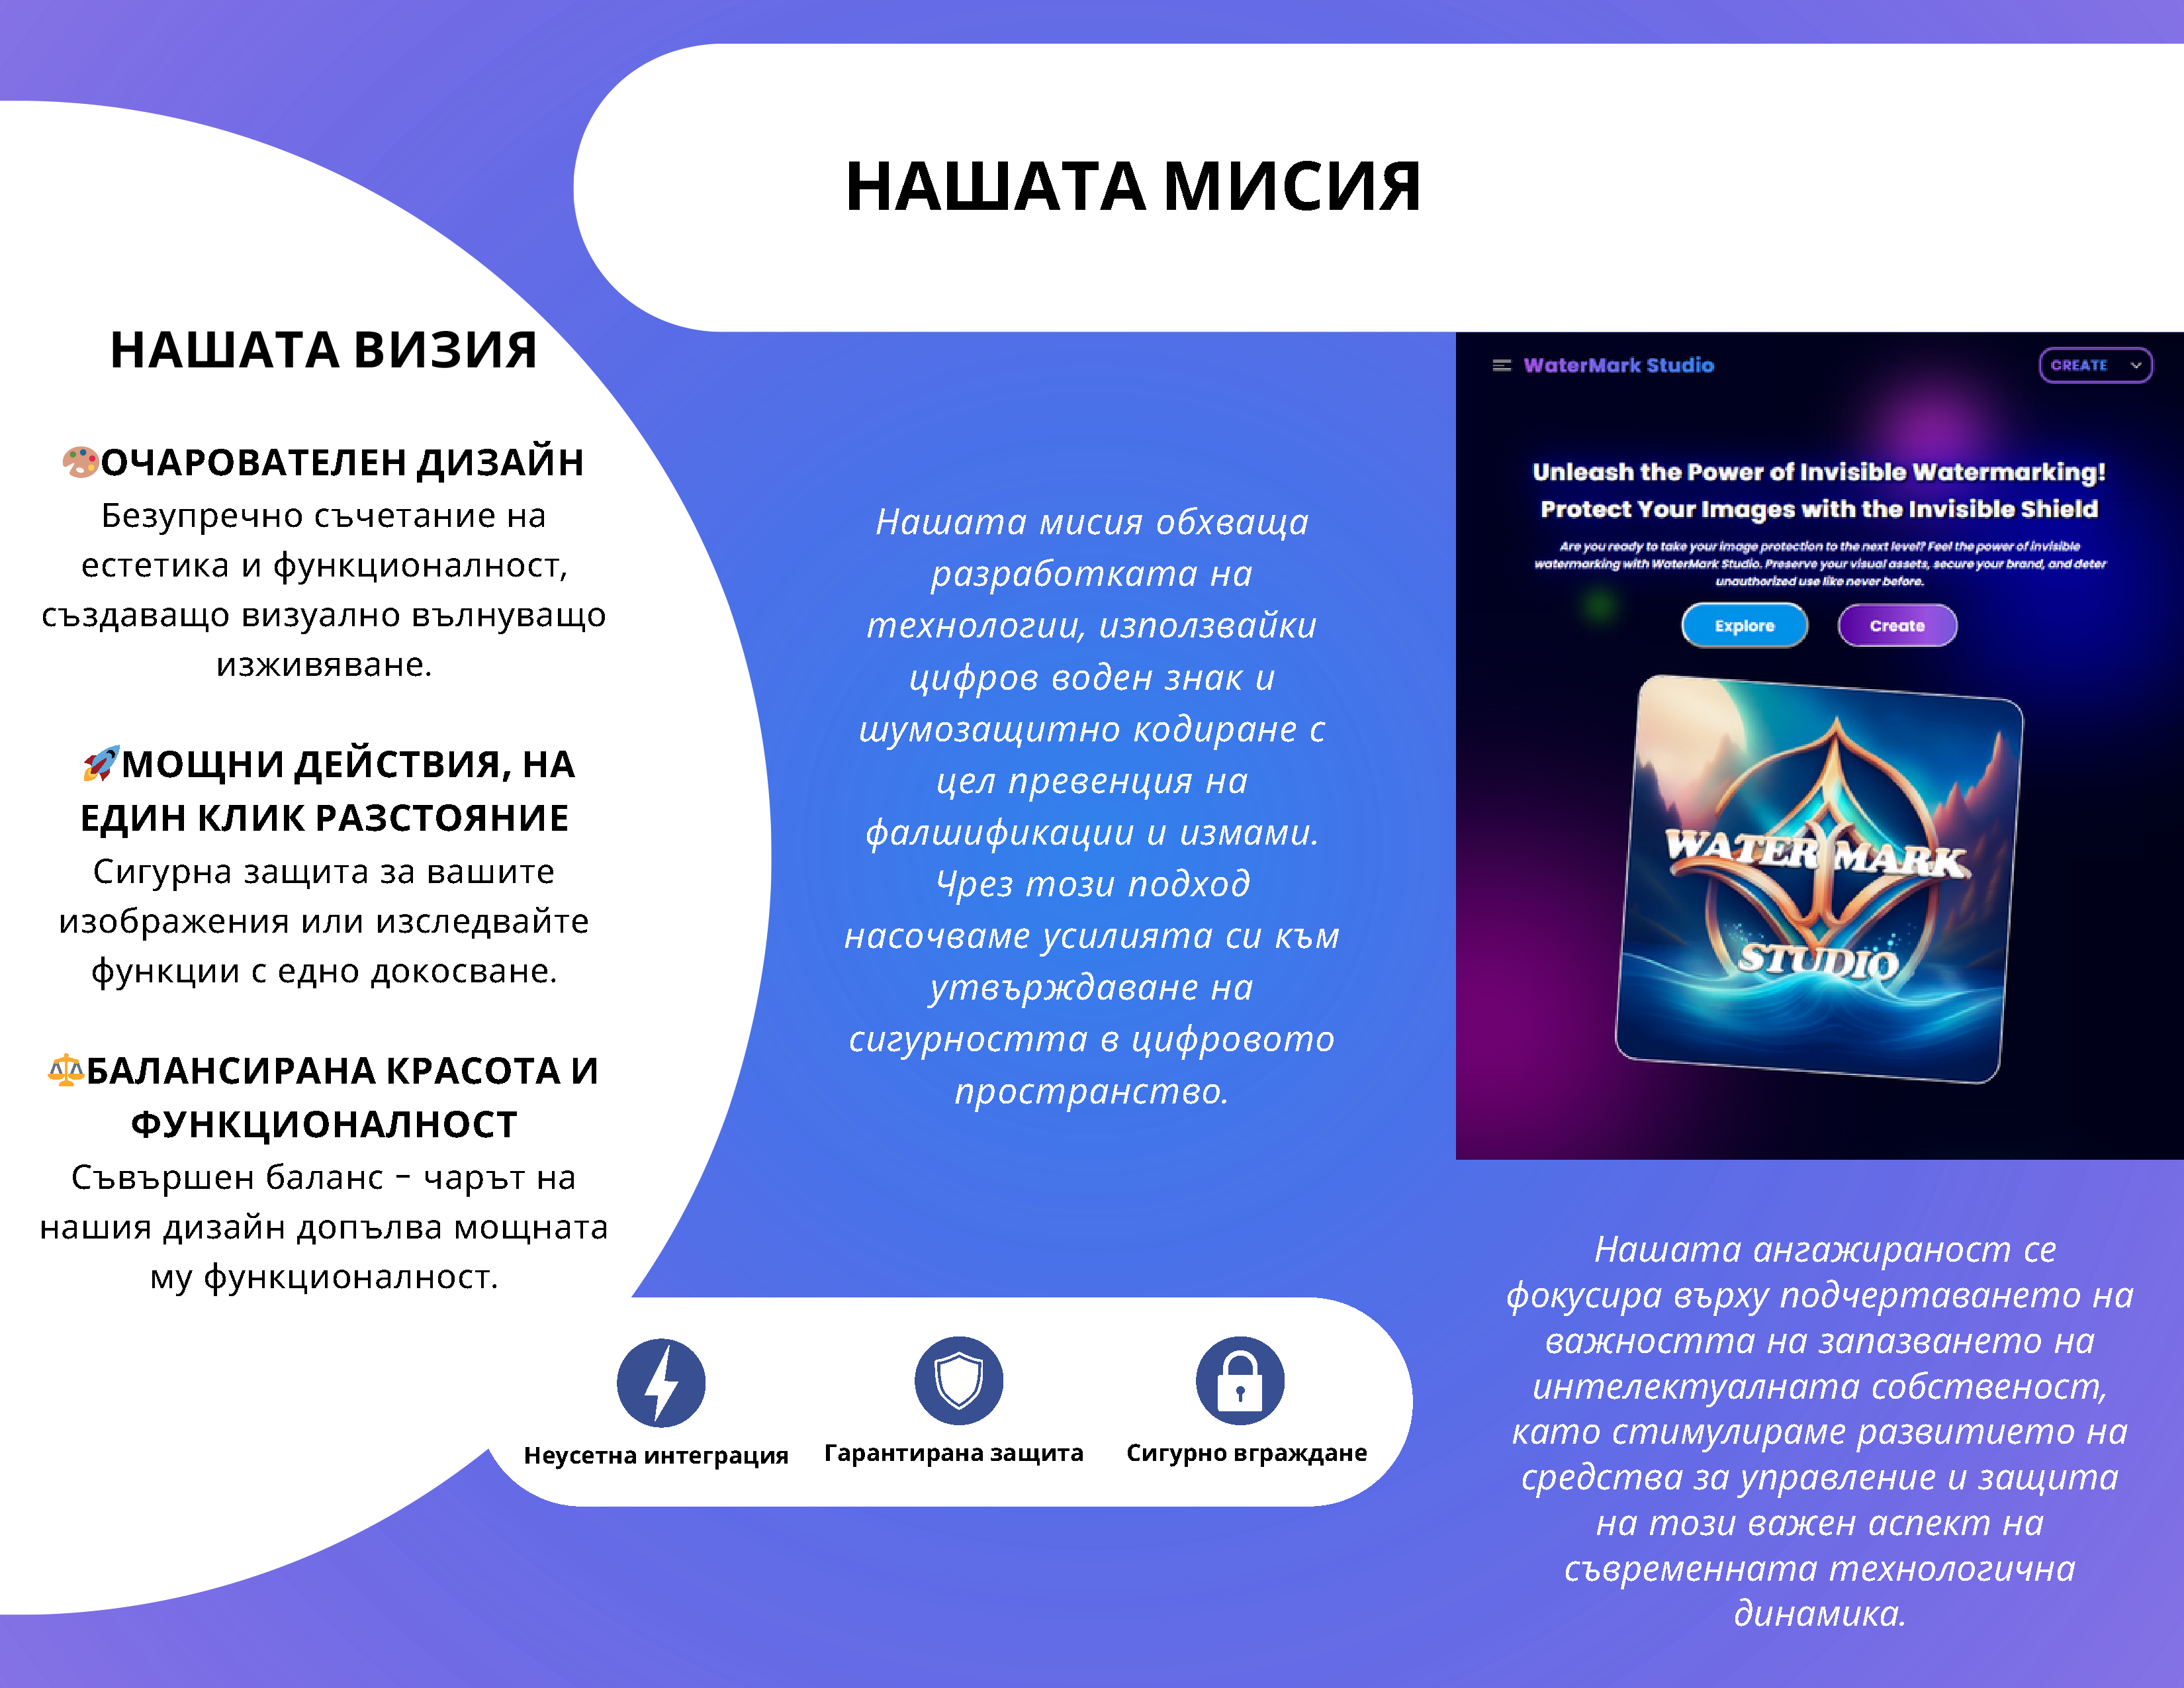 НАШАТА МИСИЯ
НАШАТА ВИЗИЯ
🎨ОЧАРОВАТЕЛЕН ДИЗАЙН
Безупречно съчетание на
естетика и функционалност,
създаващо визуално вълнуващо
изживяване.
🚀МОЩНИ ДЕЙСТВИЯ, НА
ЕДИН КЛИК РАЗСТОЯНИЕ
Сигурна защита за вашите
изображения или изследвайте
функции с едно докосване.
⚖️БАЛАНСИРАНА КРАСОТА И
ФУНКЦИОНАЛНОСТ
Съвършен баланс – чарът на
нашия дизайн допълва мощната
му функционалност.
Нашата мисия обхваща
разработката на
технологии, използвайки
цифров воден знак и
шумозащитно кодиране с
цел превенция на
фалшификации и измами.
Чрез този подход
насочваме усилията си към
утвърждаване на
сигурността в цифровото
пространство.
Неусетна интеграция
Гарантирана защита
Сигурно вграждане
WaterMark Studio
CREATE
Unleash the Power of Invisible Watermarking!
Protect Your Images with the Invisible Shield
Are you ready to take your image protection to the next level? Feel the power of invisible
watermarking with WaterMark Studio. Preserve your visual assets, secure your brand, and deter
unauthorized use like never before.
Explore
Create
WATER MARK
STUDIO
Нашата ангажираност се
фокусира върху подчертаването на
важността на запазването на
интелектуалната собственост,
като стимулираме развитието на
средства за управление и защита
на този важен аспект на
съвременната технологична
динамика.